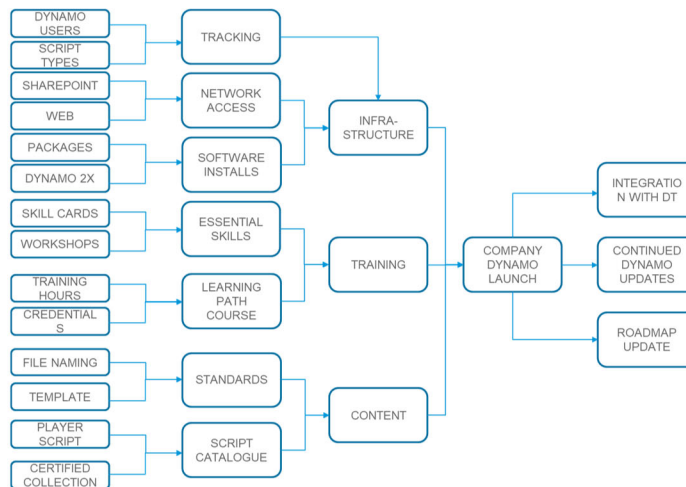 DYNAMO
USERS
SCRIPT
TYPES
SHAREPOINT
WEB
PACKAGES
DYNAMO 2X
SKILL CARDS
WORKSHOPS
TRAINING
HOURS
CREDENTIAL
S
FILE NAMING
TEMPLATE
PLAYER
SCRIPT
CERTIFIED
COLLECTION
TRACKING
NETWORK
ACCESS
SOFTWARE
INSTALLS
ESSENTIAL
SKILLS
LEARNING
PATH
COURSE
STANDARDS
SCRIPT
CATALOGUE
INFRA-
STRUCTURE
TRAINING
CONTENT
COMPANY
DYNAMO
LAUNCH
INTEGRATIO
N WITH DT
CONTINUED
DYNAMO
UPDATES
ROADMAP
UPDATE